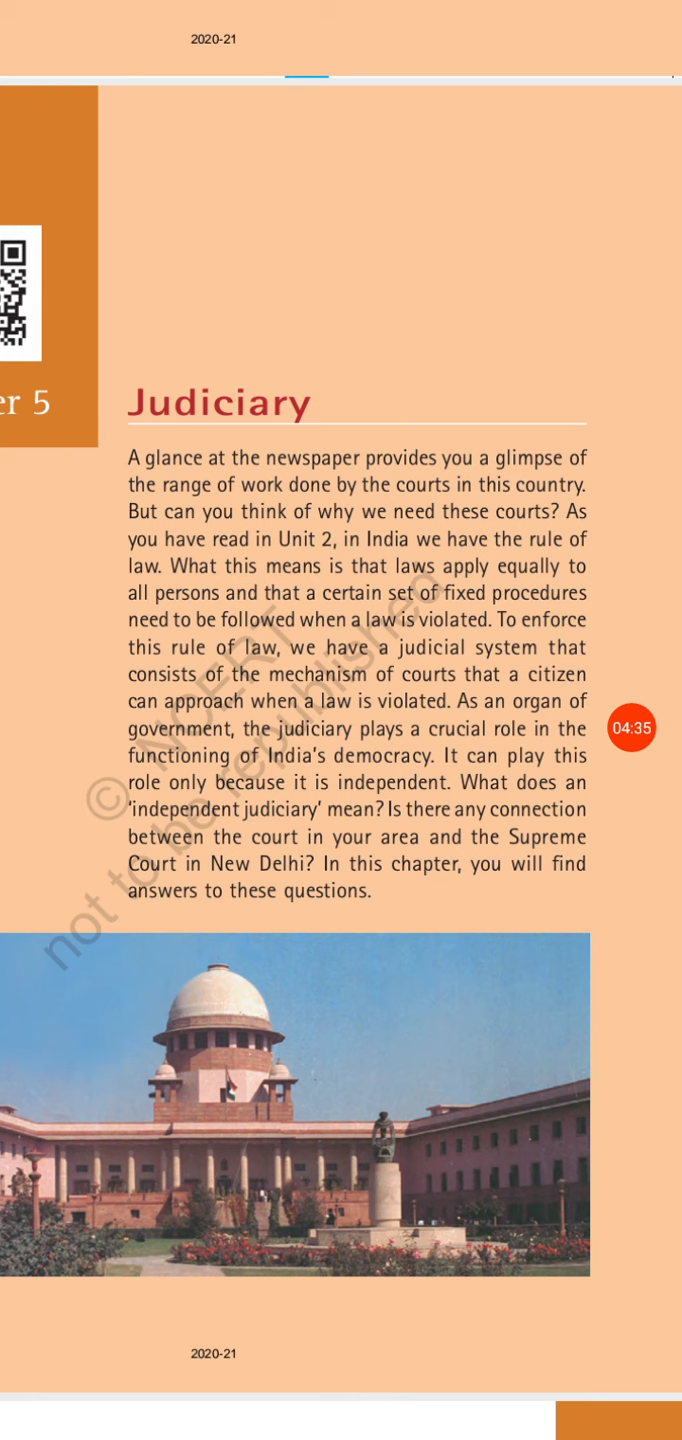 2020-21
er 5
Judiciary
A glance at the newspaper provides you a glimpse of
the range of work done by the courts in this country.
But can you think of why we need these courts? As
you have read in Unit 2, in India we have the rule of
law. What this means is that laws apply equally to
all persons and that a certain set of fixed procedures
need to be followed when a law is violated. To enforce
this rule of law, we have a judicial system that
consists of the mechanism of courts that a citizen
can approach when a law is violated. As an organ of
government, the judiciary plays a crucial role in the
functioning of India's democracy. It can play this
role only because it is independent. What does an
'independent judiciary' mean? Is there any connection
between the court in your area and the Supreme
Court in New Delhi? In this chapter, you will find
answers to these questions.
04:35
© NCERT
not to be republished
2020-21